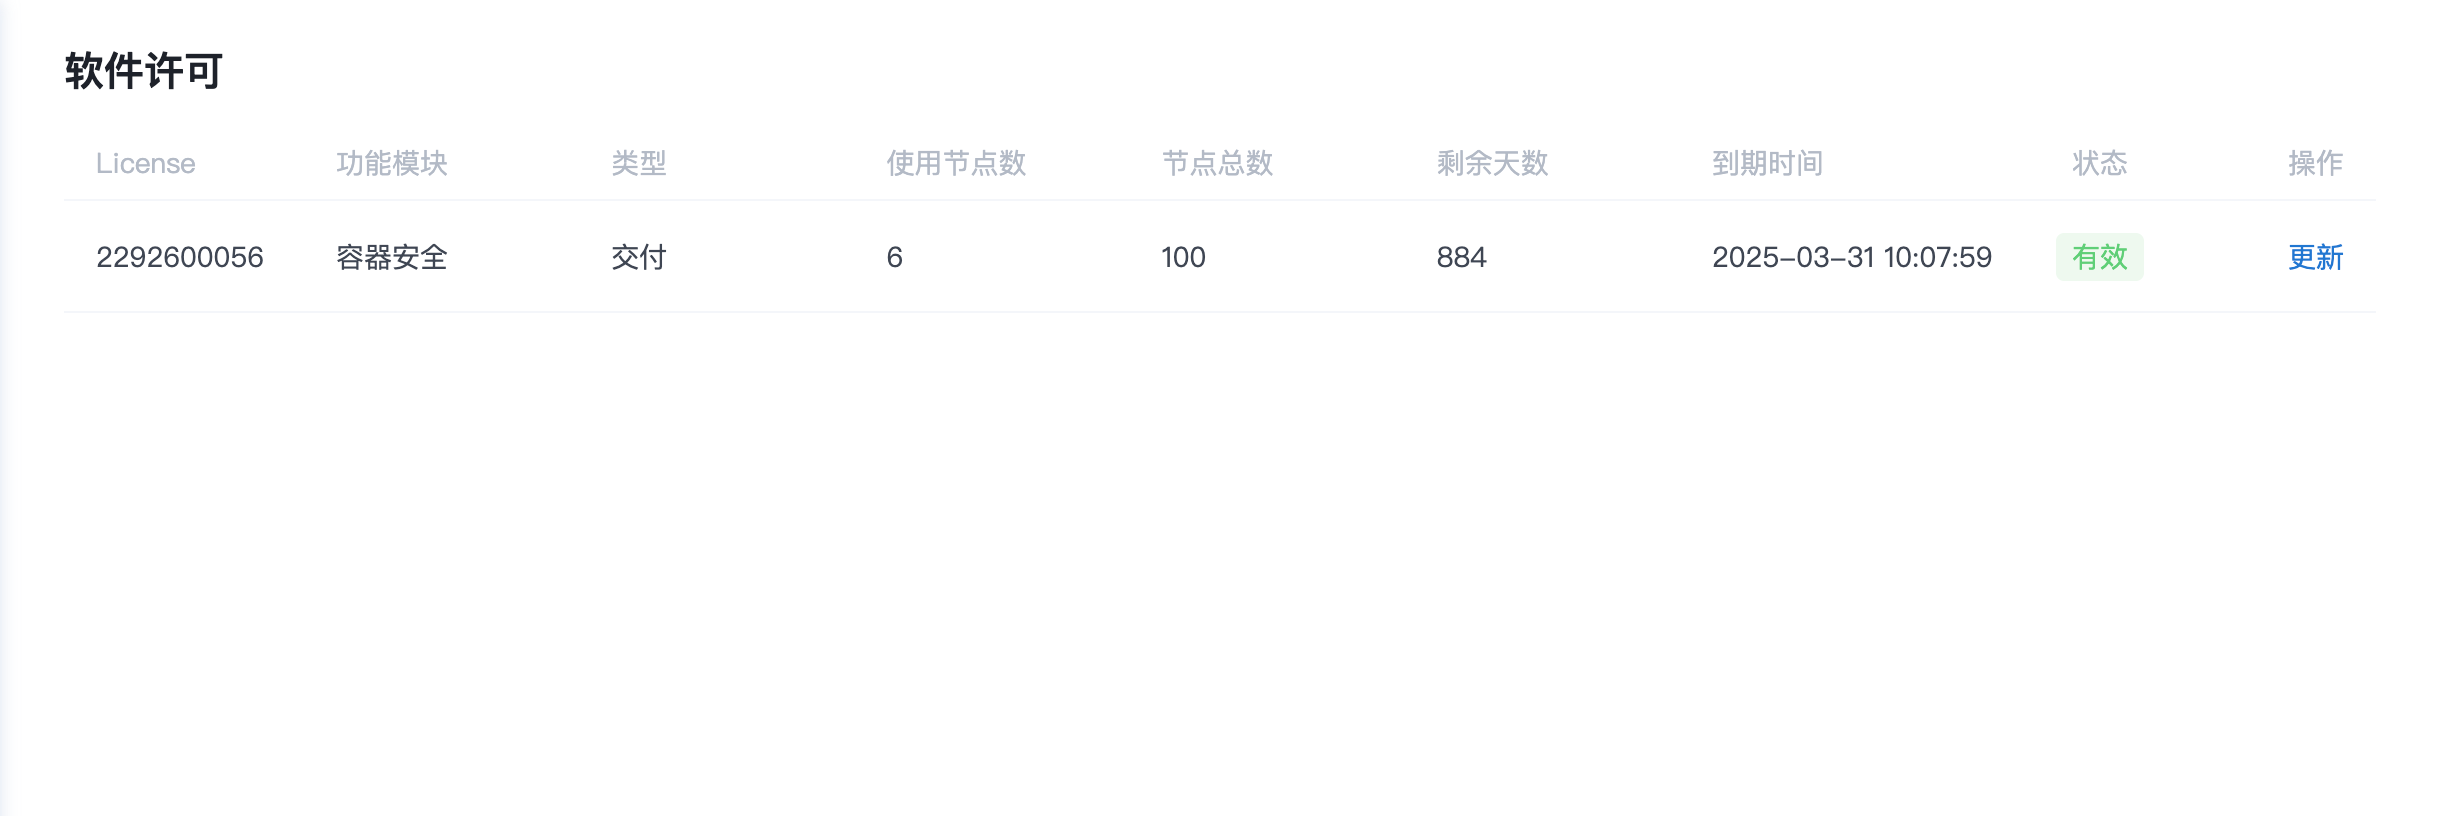 软件许可
License 功能模块 类型 使用节点数 节点总数 剩余天数 到期时间 状态 操作
2292600056 容器安全 交付 6 100 884 2025-03-31 10:07:59 有效 更新